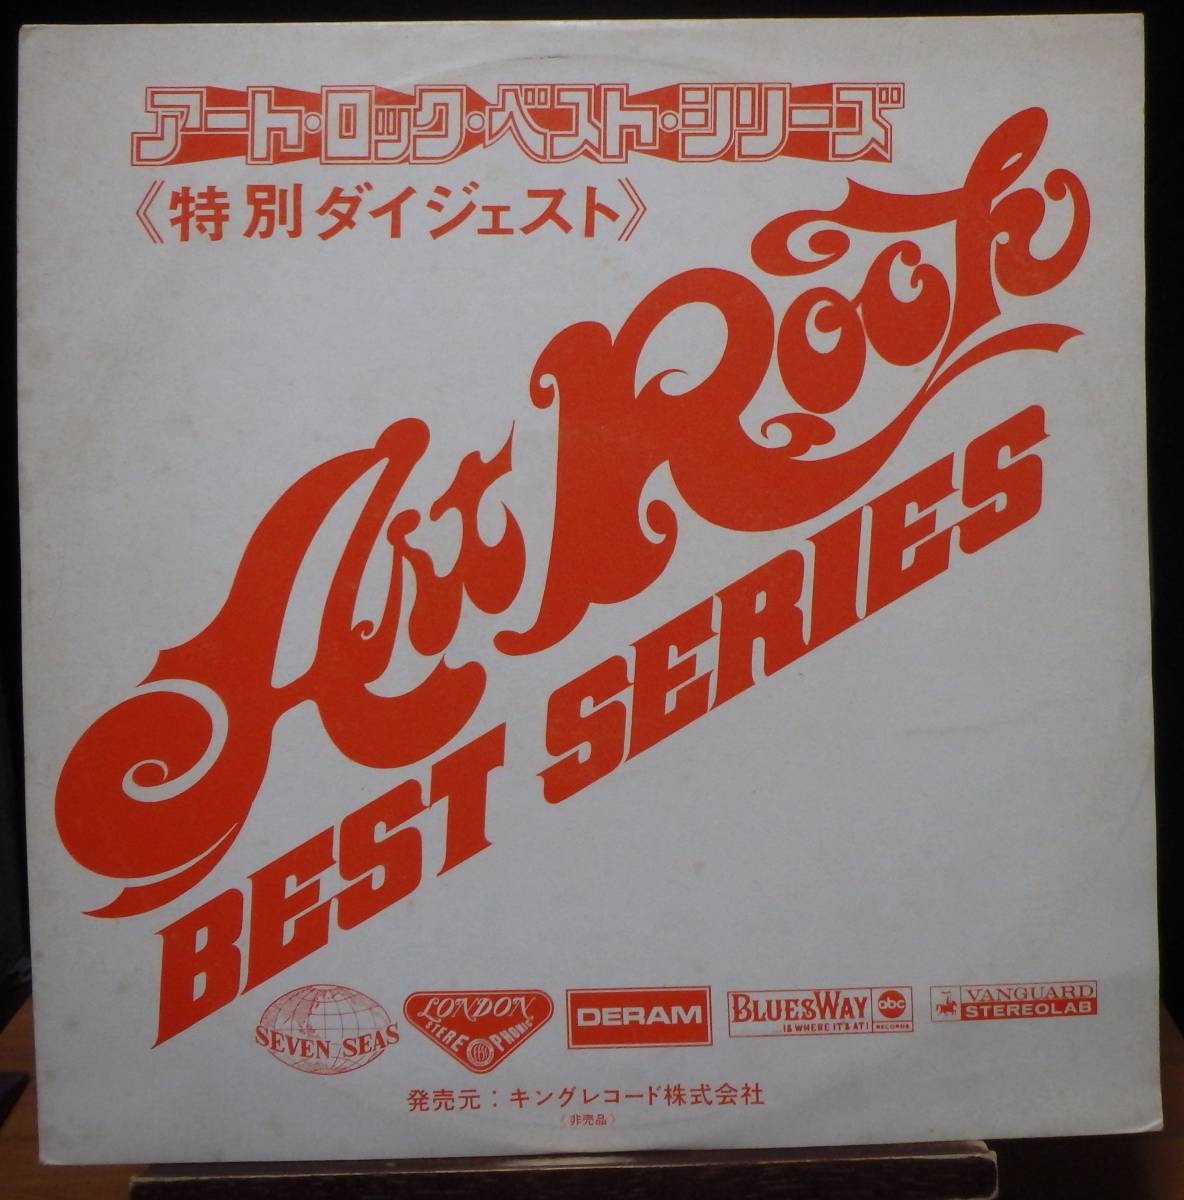 アート・ロック・ベスト・シリーズ
《特別ダイジェスト》
Art Rock
BEST SERIES
SEVEN SEAS
LONDON
STEREOPHONIC
DERAM
BLUESWAY
IS WHERE IT'S AT!
abc
RECORDS
VANGUARD
STEREOLAB
発売元:キングレコード株式会社
《非売品》